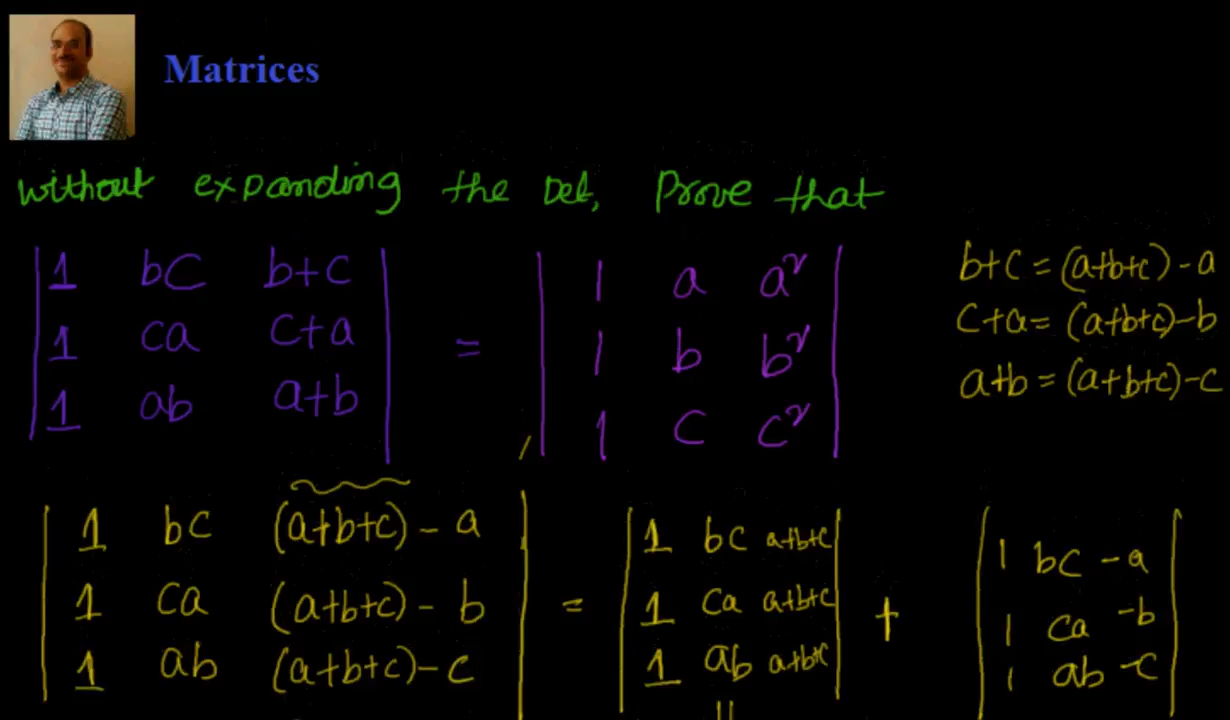 Matrices
without expanding the Det, Prove that
|1 bC b+c| = |1 a a²| b+c = (a+b+c)-a
|1 ca c+a| |1 b b²| c+a = (a+b+c)-b
|1 ab a+b| |1 c c²| a+b = (a+b+c)-c
|1 bc (a+b+c) - a| = |1 bc a+b+c| + |1 bc -a|
|1 ca (a+b+c) - b| |1 ca a+b+c| |1 ca -b|
|1 ab (a+b+c) - c| |1 ab a+b+c| |1 ab -c|